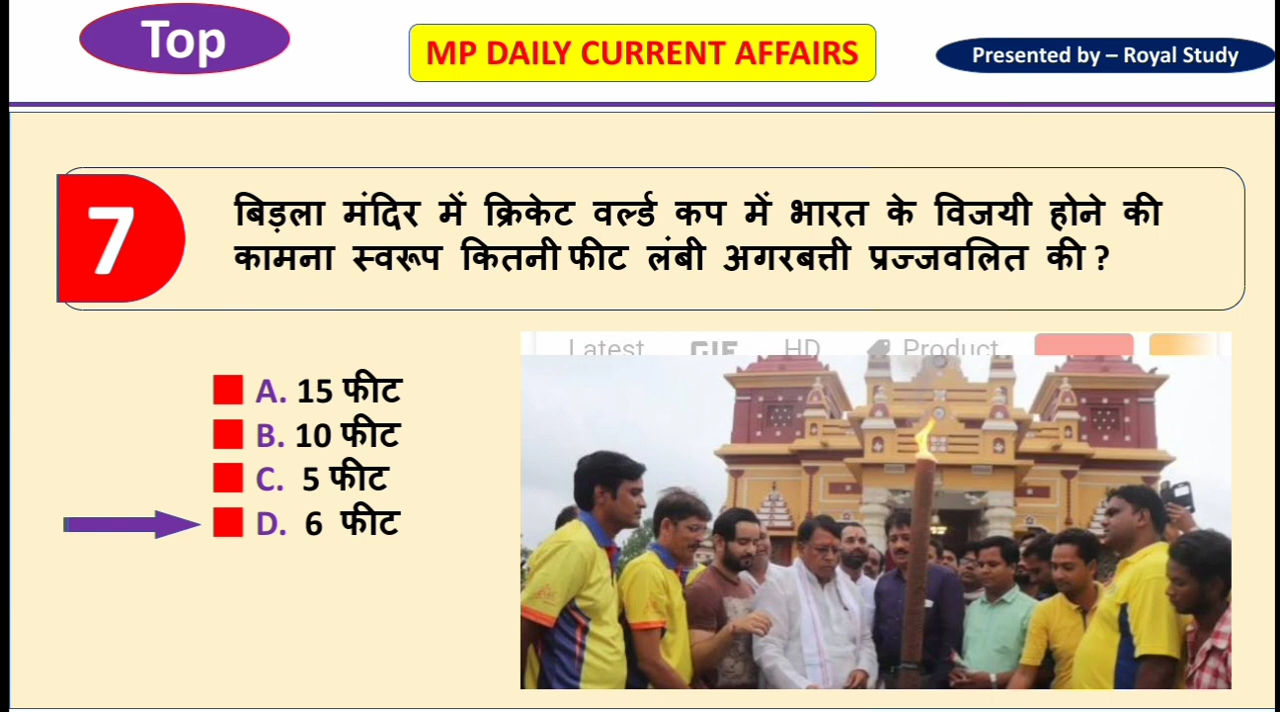 Top
MP DAILY CURRENT AFFAIRS
Presented by – Royal Study
7
बिड़ला मंदिर में क्रिकेट वर्ल्ड कप में भारत के विजयी होने की
कामना स्वरूप कितनी फीट लंबी अगरबत्ती प्रज्जवलित की ?
A. 15 फीट
B. 10 फीट
C. 5 फीट
D. 6 फीट
Latest GIF HD Product